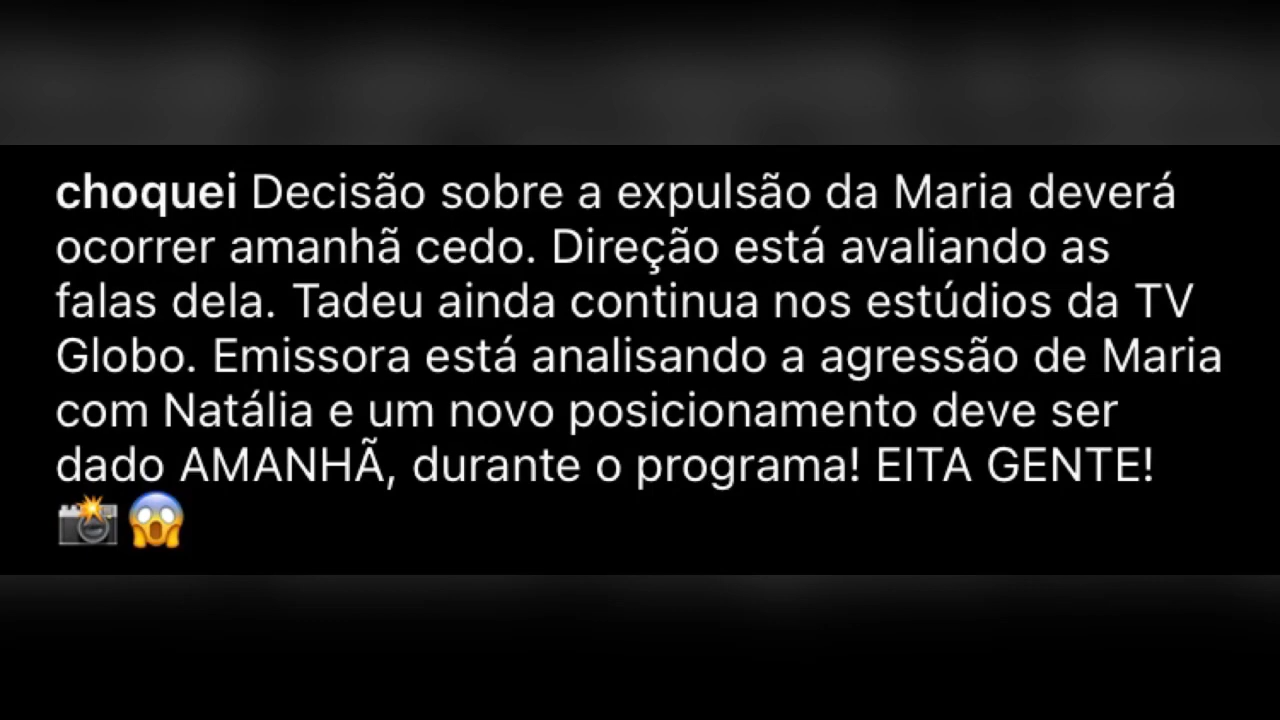 choquei Decisão sobre a expulsão da Maria deverá
ocorrer amanhã cedo. Direção está avaliando as
falas dela. Tadeu ainda continua nos estúdios da TV
Globo. Emissora está analisando a agressão de Maria
com Natália e um novo posicionamento deve ser
dado AMANHÃ, durante o programa! EITA GENTE!
📸😱